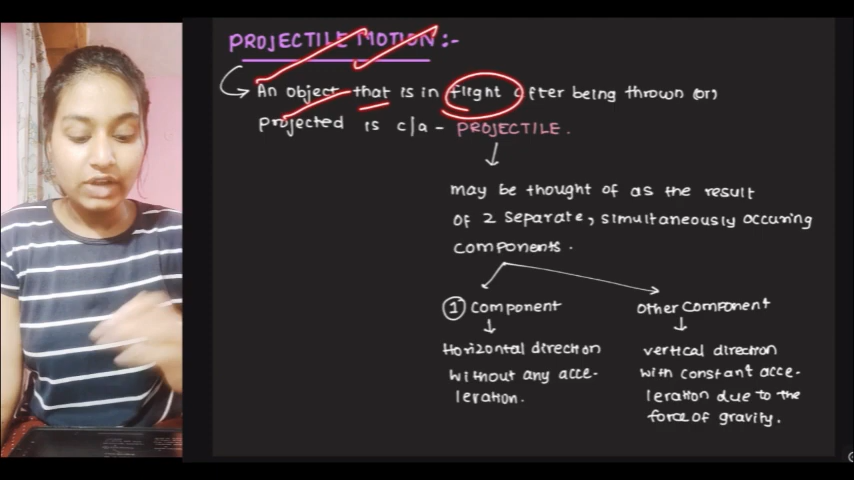 PROJECTILE MOTION :-
An object that is in flight after being thrown (or)
projected is c/a - PROJECTILE.
may be thought of as the result
of 2 separate, simultaneously occuring
components.
① component
Horizontal direction
without any acce-
leration.
Other component
vertical direction
with constant acce-
leration due to the
force of gravity.